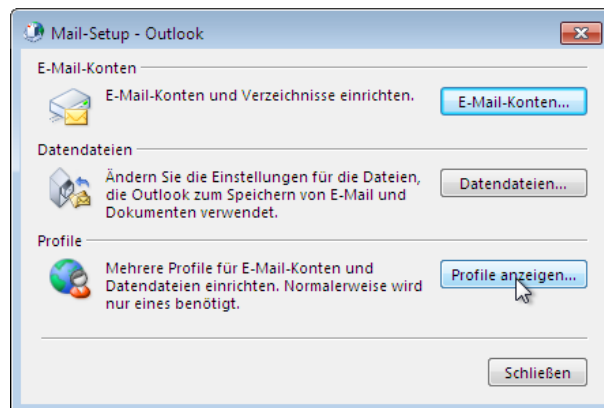 Mail-Setup - Outlook
E-Mail-Konten
E-Mail-Konten und Verzeichnisse einrichten.
E-Mail-Konten...
Datendateien
Ändern Sie die Einstellungen für die Dateien,
die Outlook zum Speichern von E-Mail und
Dokumenten verwendet.
Datendateien...
Profile
Mehrere Profile für E-Mail-Konten und
Datendateien einrichten. Normalerweise wird
nur eines benötigt.
Profile anzeigen...
Schließen